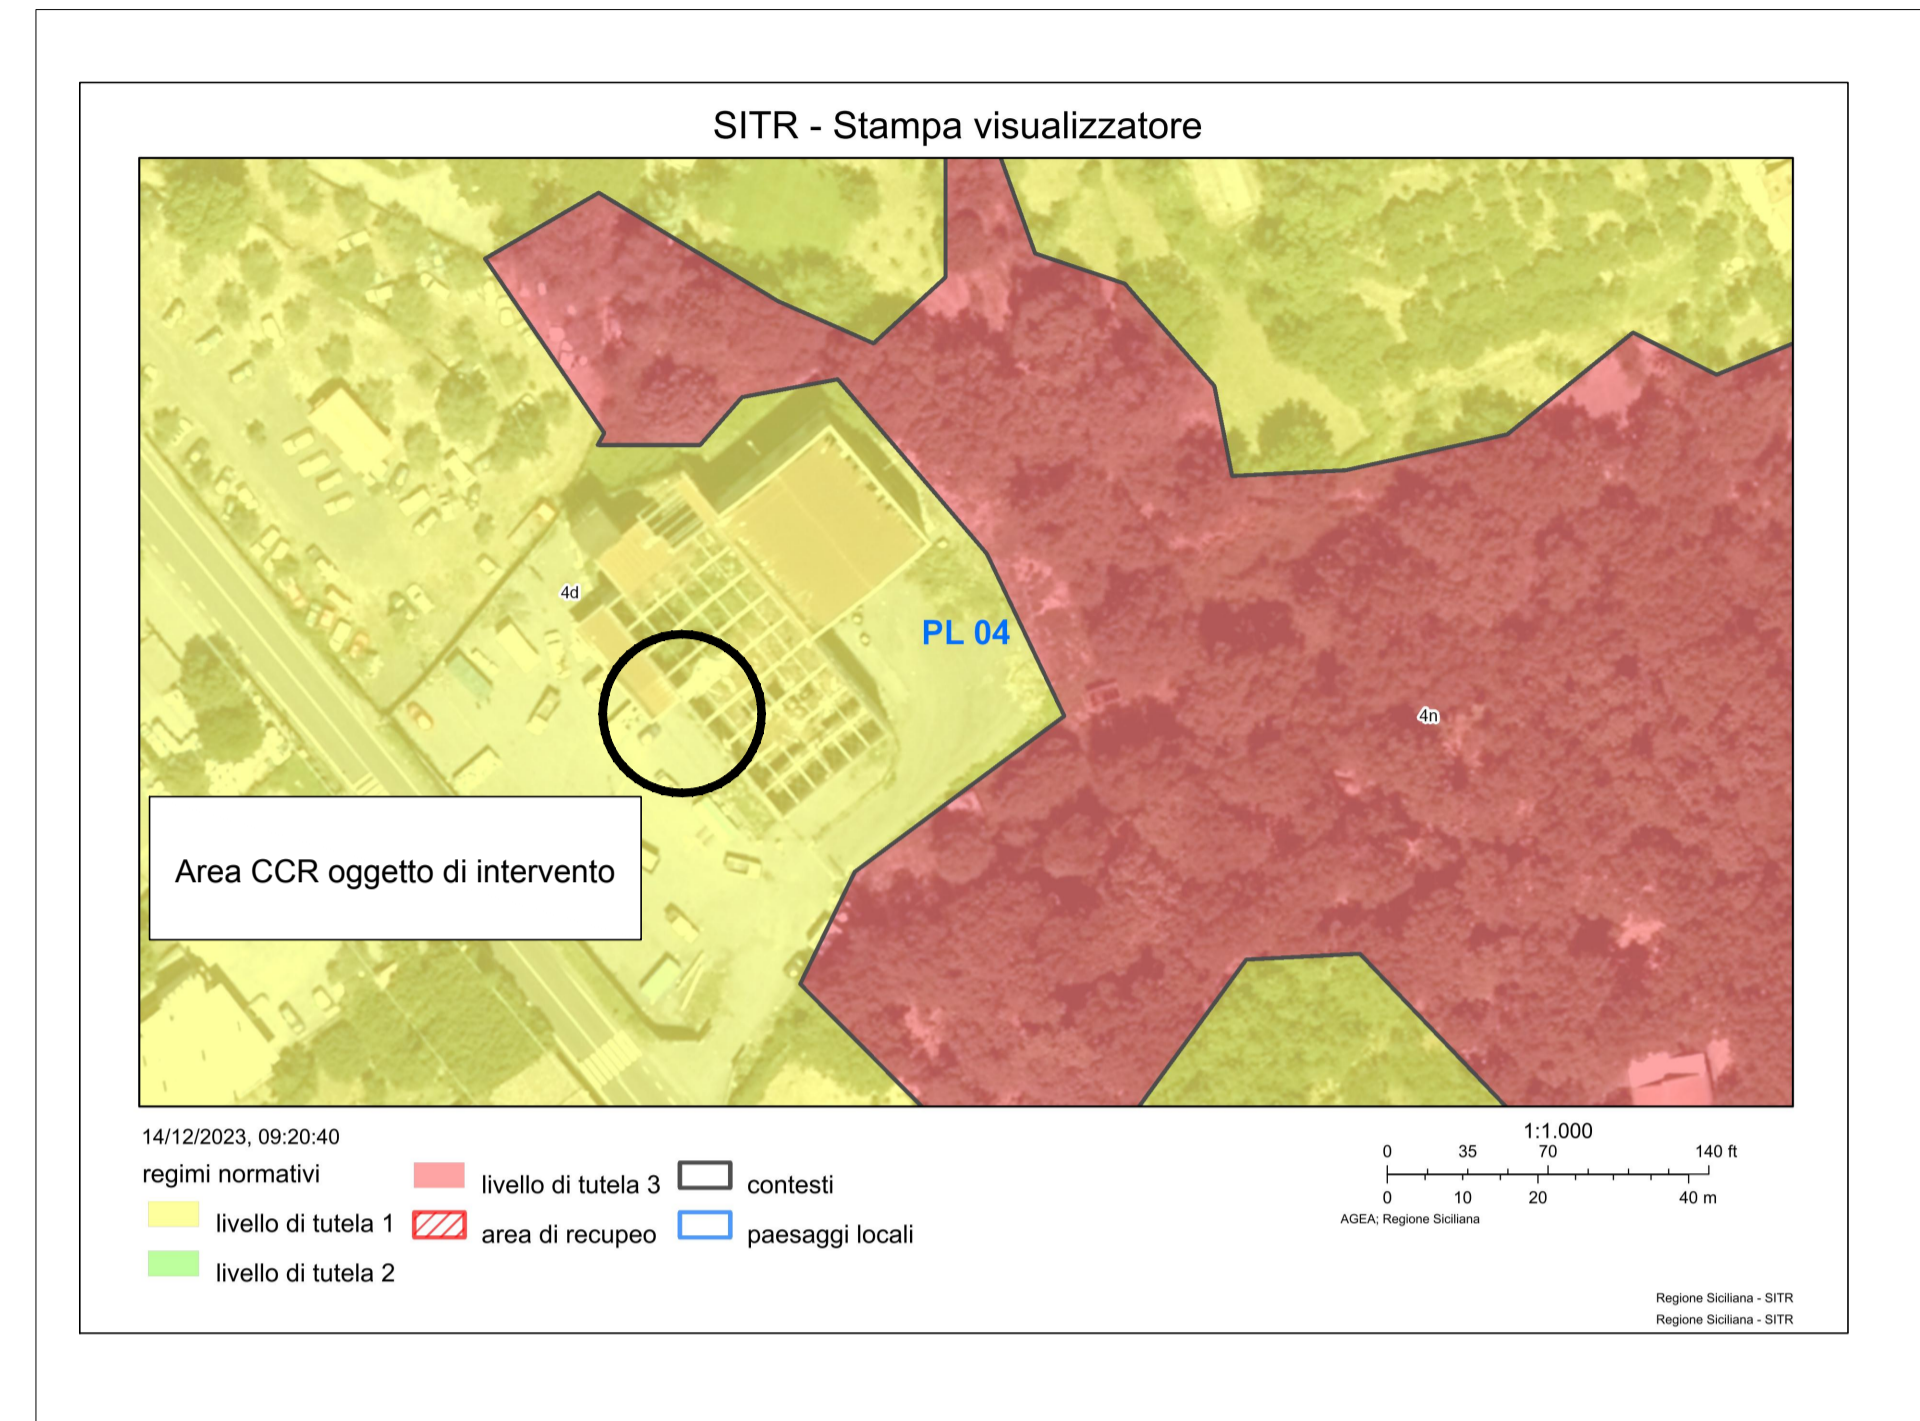 SITR - Stampa visualizzatore
4d
PL 04
4n
Area CCR oggetto di intervento
14/12/2023, 09:20:40
regimi normativi
livello di tutela 1
livello di tutela 2
livello di tutela 3
area di recupeo
contesti
paesaggi locali
1:1.000
0 35 70 140 ft
0 10 20 40 m
AGEA; Regione Siciliana
Regione Siciliana - SITR
Regione Siciliana - SITR